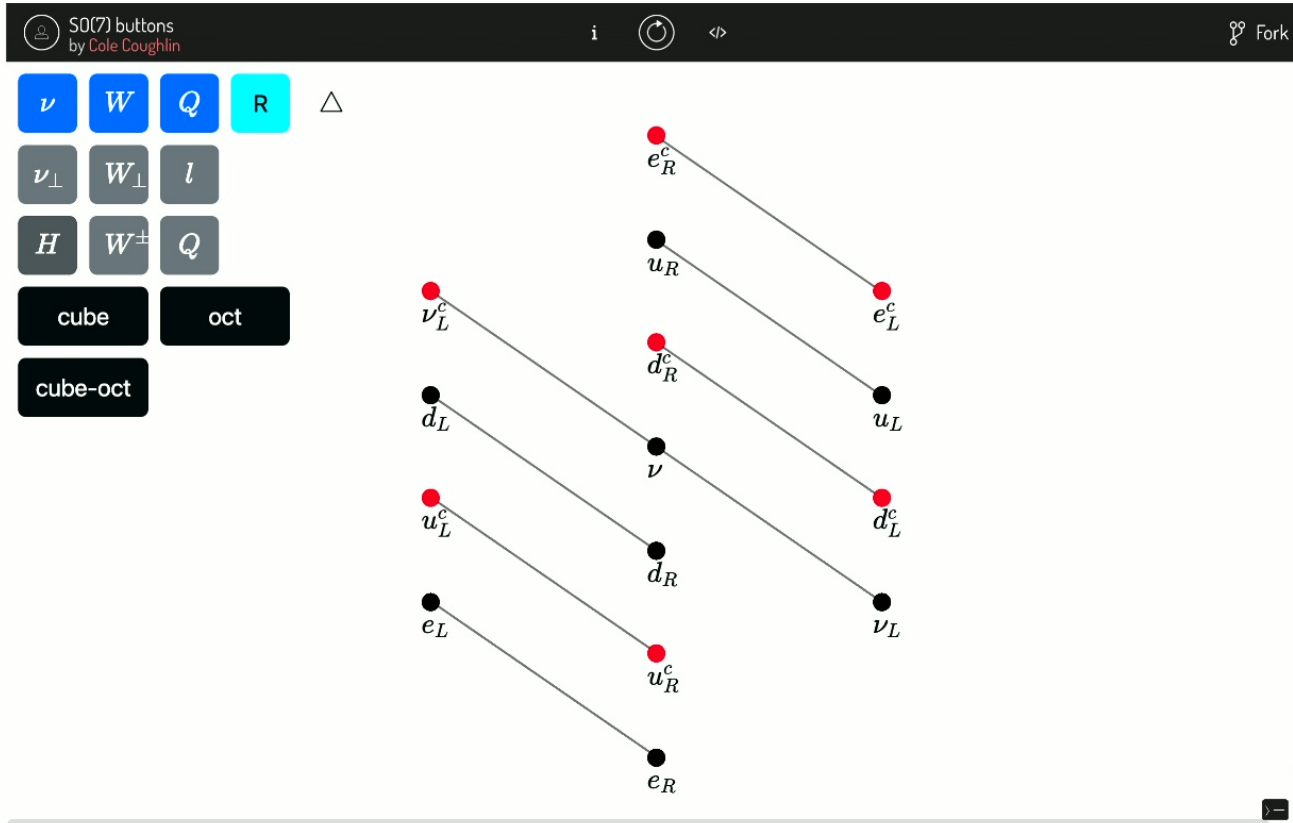 SO(7) buttons
by Cole Coughlin
i
</>
Fork
ν W Q R △
ν⊥ W⊥ l
H W± Q
cube oct
cube-oct
e_R^c
u_R
ν_L^c
e_L^c
d_R^c
d_L
u_L
ν
u_L^c
d_L^c
d_R
e_L
ν_L
u_R^c
e_R